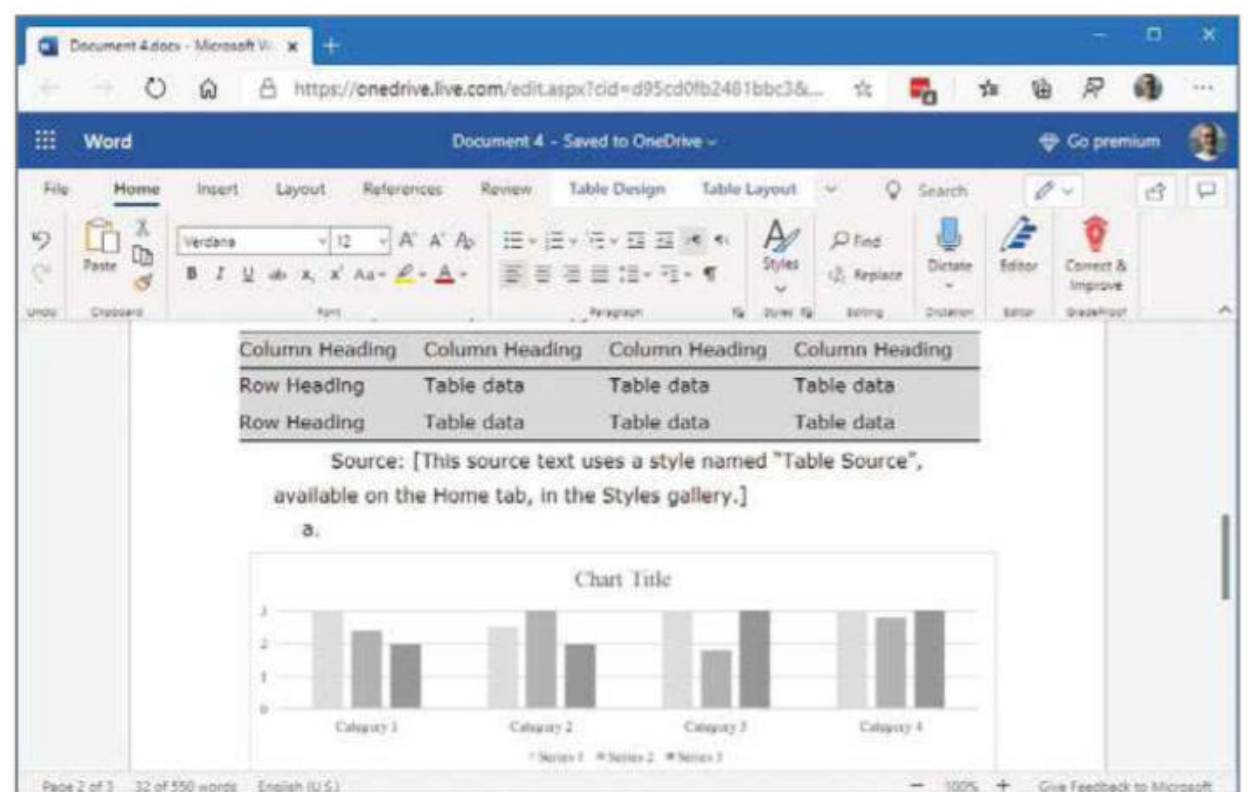 Document 4.docx - Microsoft W
https://onedrive.live.com/edit.aspx?cid=d95cd0fb2481bbc3&...
Word
Document 4 - Saved to OneDrive
Go premium
File Home Insert Layout References Review Table Design Table Layout Search
Verdana 12 Find
Paste Styles Replace Dictate Editor Correct & Improve
Undo Clipboard Font Paragraph Styles Editing Dictation Editor GradeProof
Column Heading Column Heading Column Heading Column Heading
Row Heading Table data Table data Table data
Row Heading Table data Table data Table data
Source: [This source text uses a style named "Table Source",
available on the Home tab, in the Styles gallery.]
a.
Chart Title
3
2
1
0
Category 1 Category 2 Category 3 Category 4
Series 1 Series 2 Series 3
Page 2 of 3 32 of 550 words English (U.S.) 100% Give Feedback to Microsoft